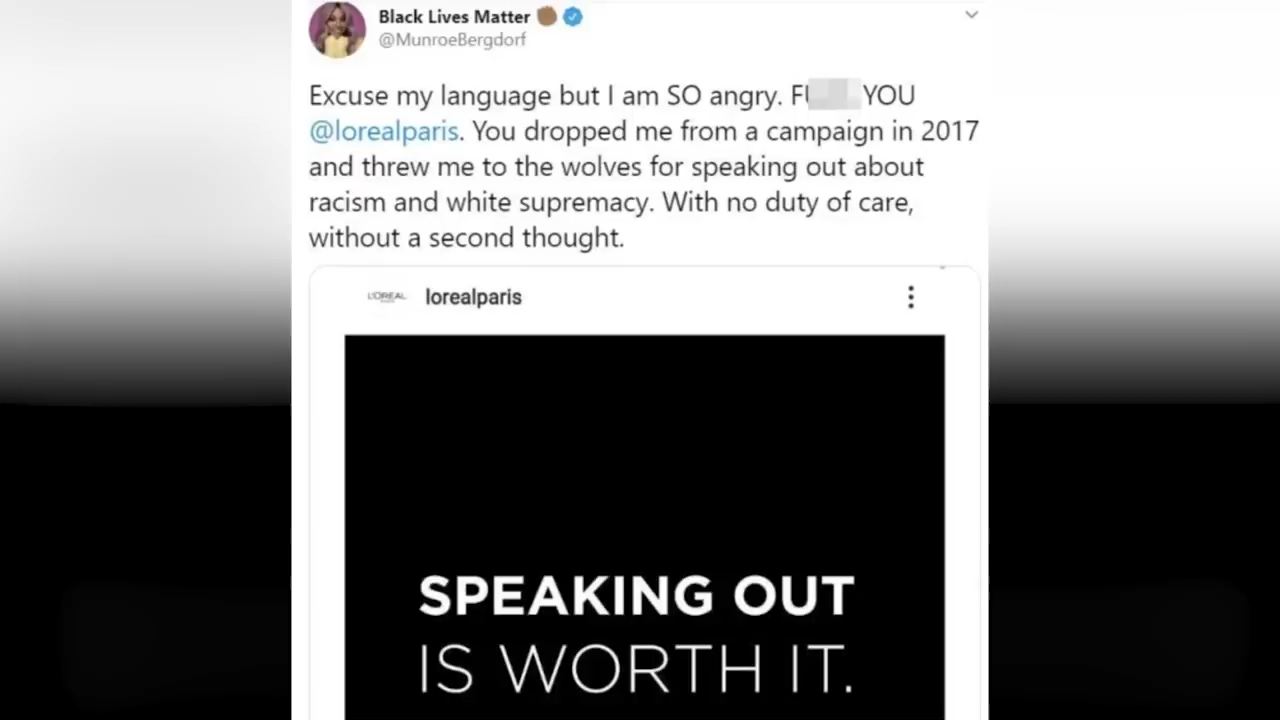 Black Lives Matter
@MunroeBergdorf
Excuse my language but I am SO angry. YOU
@lorealparis. You dropped me from a campaign in 2017
and threw me to the wolves for speaking out about
racism and white supremacy. With no duty of care,
without a second thought.
L'ORÉAL lorealparis
SPEAKING OUT
IS WORTH IT.